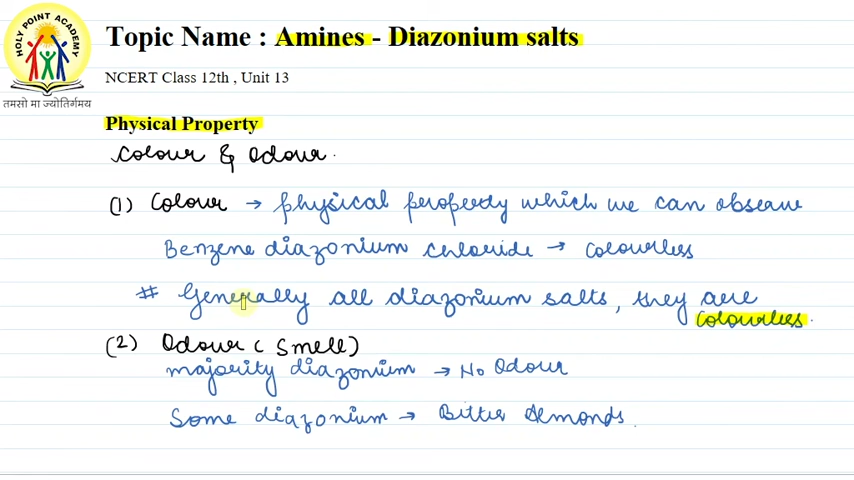 HOLY POINT ACADEMY
तमसो मा ज्योतिर्गमय
Topic Name : Amines - Diazonium salts
NCERT Class 12th , Unit 13
Physical Property
Colour & Odour.
(1) Colour → physical property which we can observe
Benzene diazonium chloride → Colourless
# Generally all diazonium salts, they are
colourless.
(2) Odour ( Smell)
majority diazonium → No Odour
Some diazonium → Bitter Almonds.